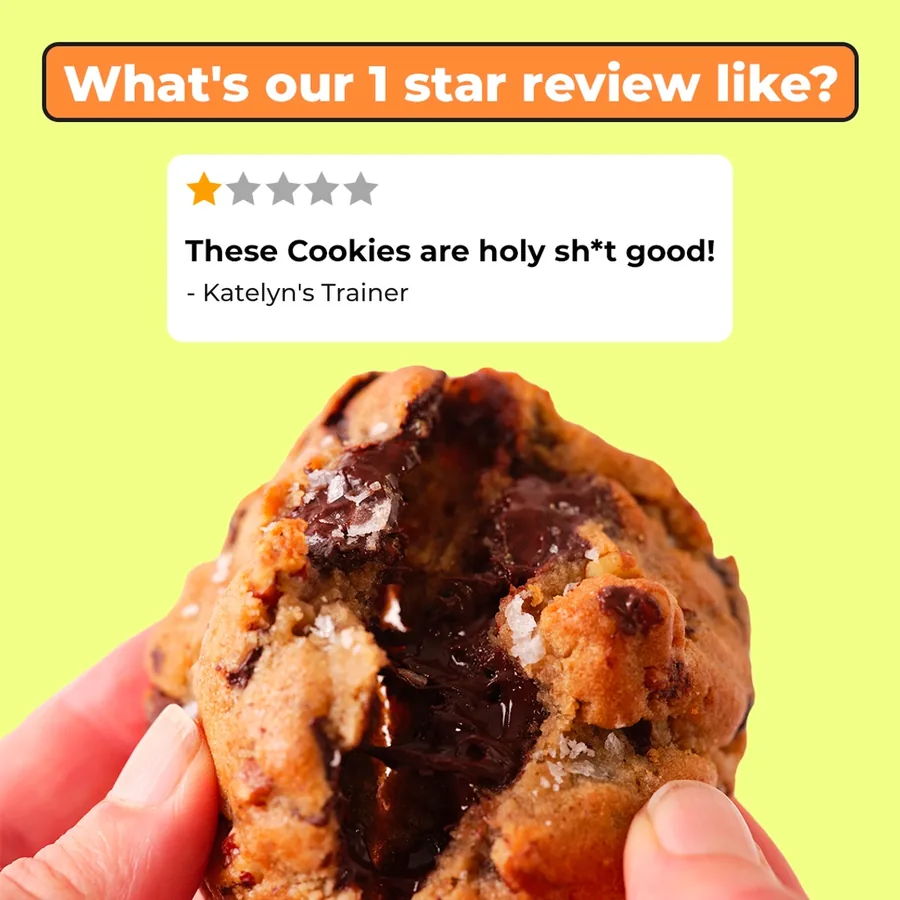 What's our 1 star review like?
These Cookies are holy sh*t good!
- Katelyn's Trainer